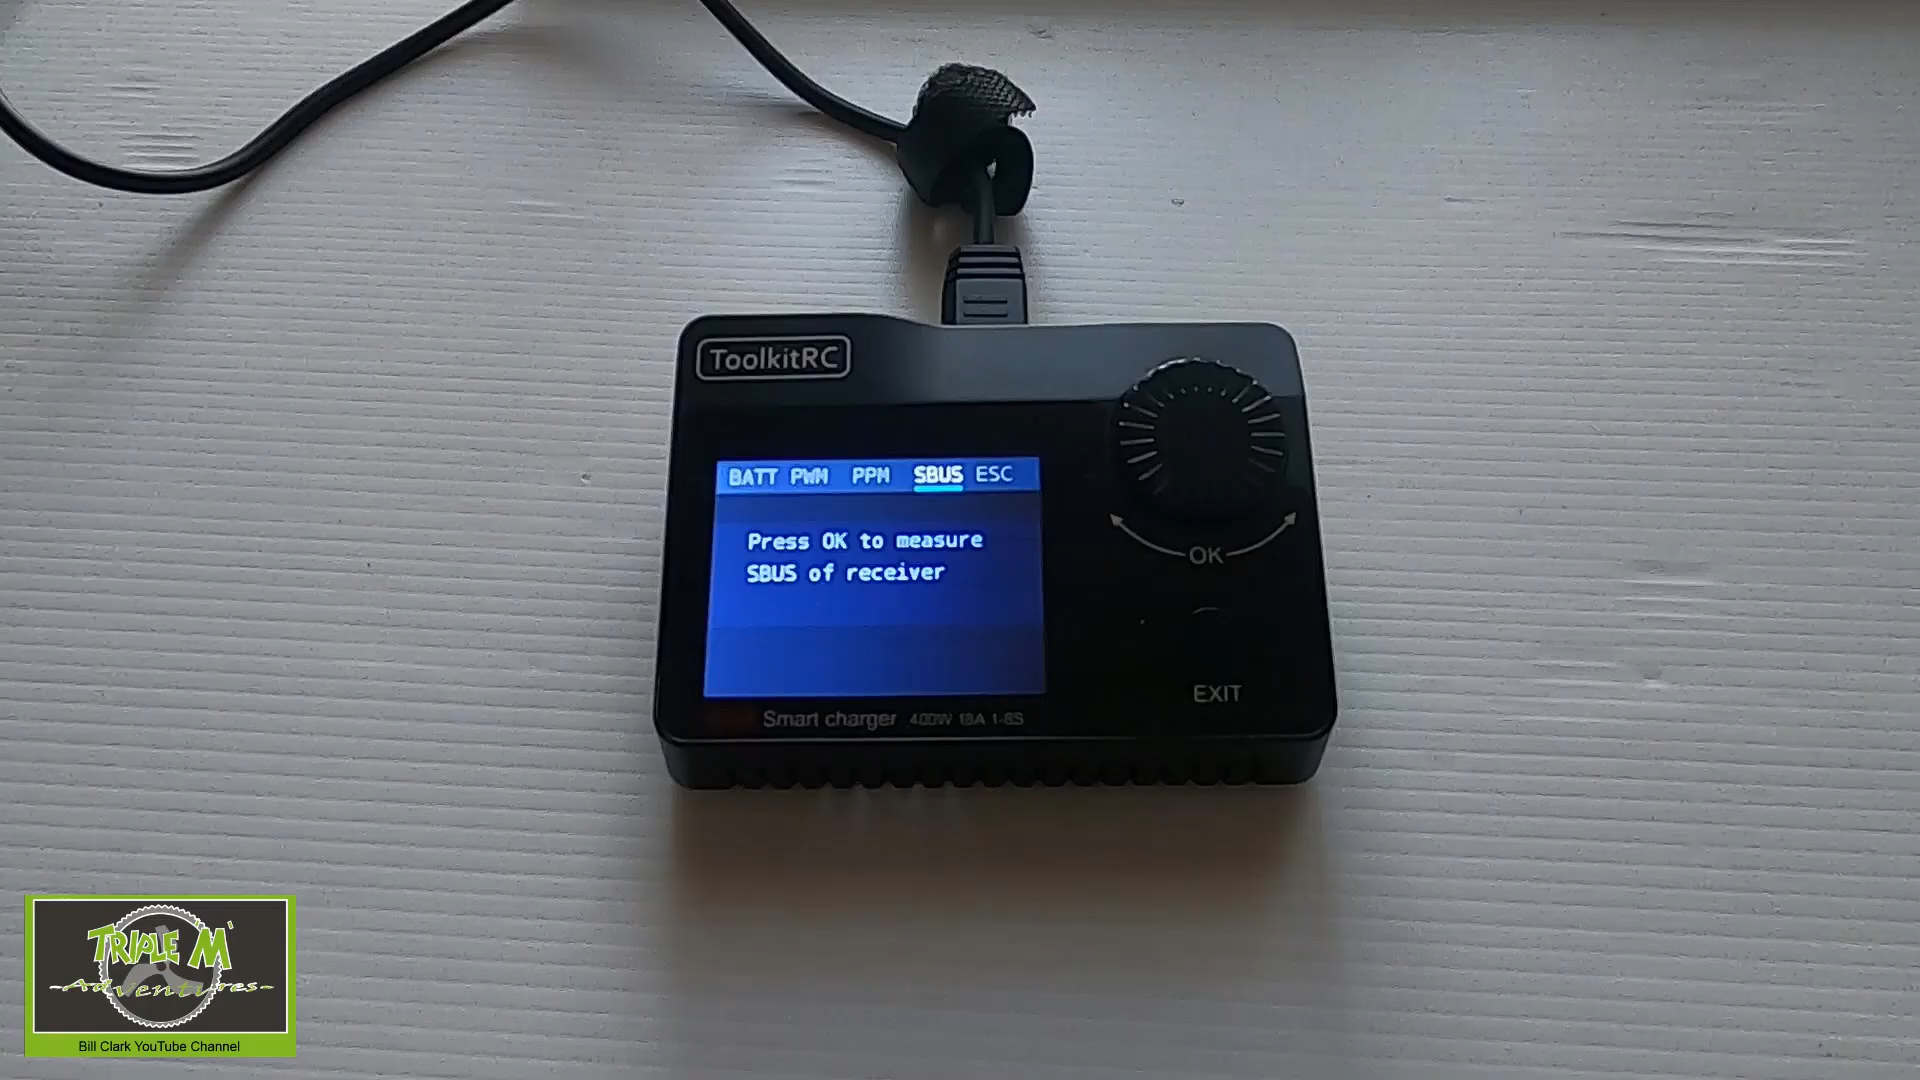 ToolkitRC
BATT PWM PPM SBUS ESC
Press OK to measure
SBUS of receiver
OK
EXIT
Smart charger 400W 18A 1-6S
TRIPLE M
-Adventures-
Bill Clark YouTube Channel